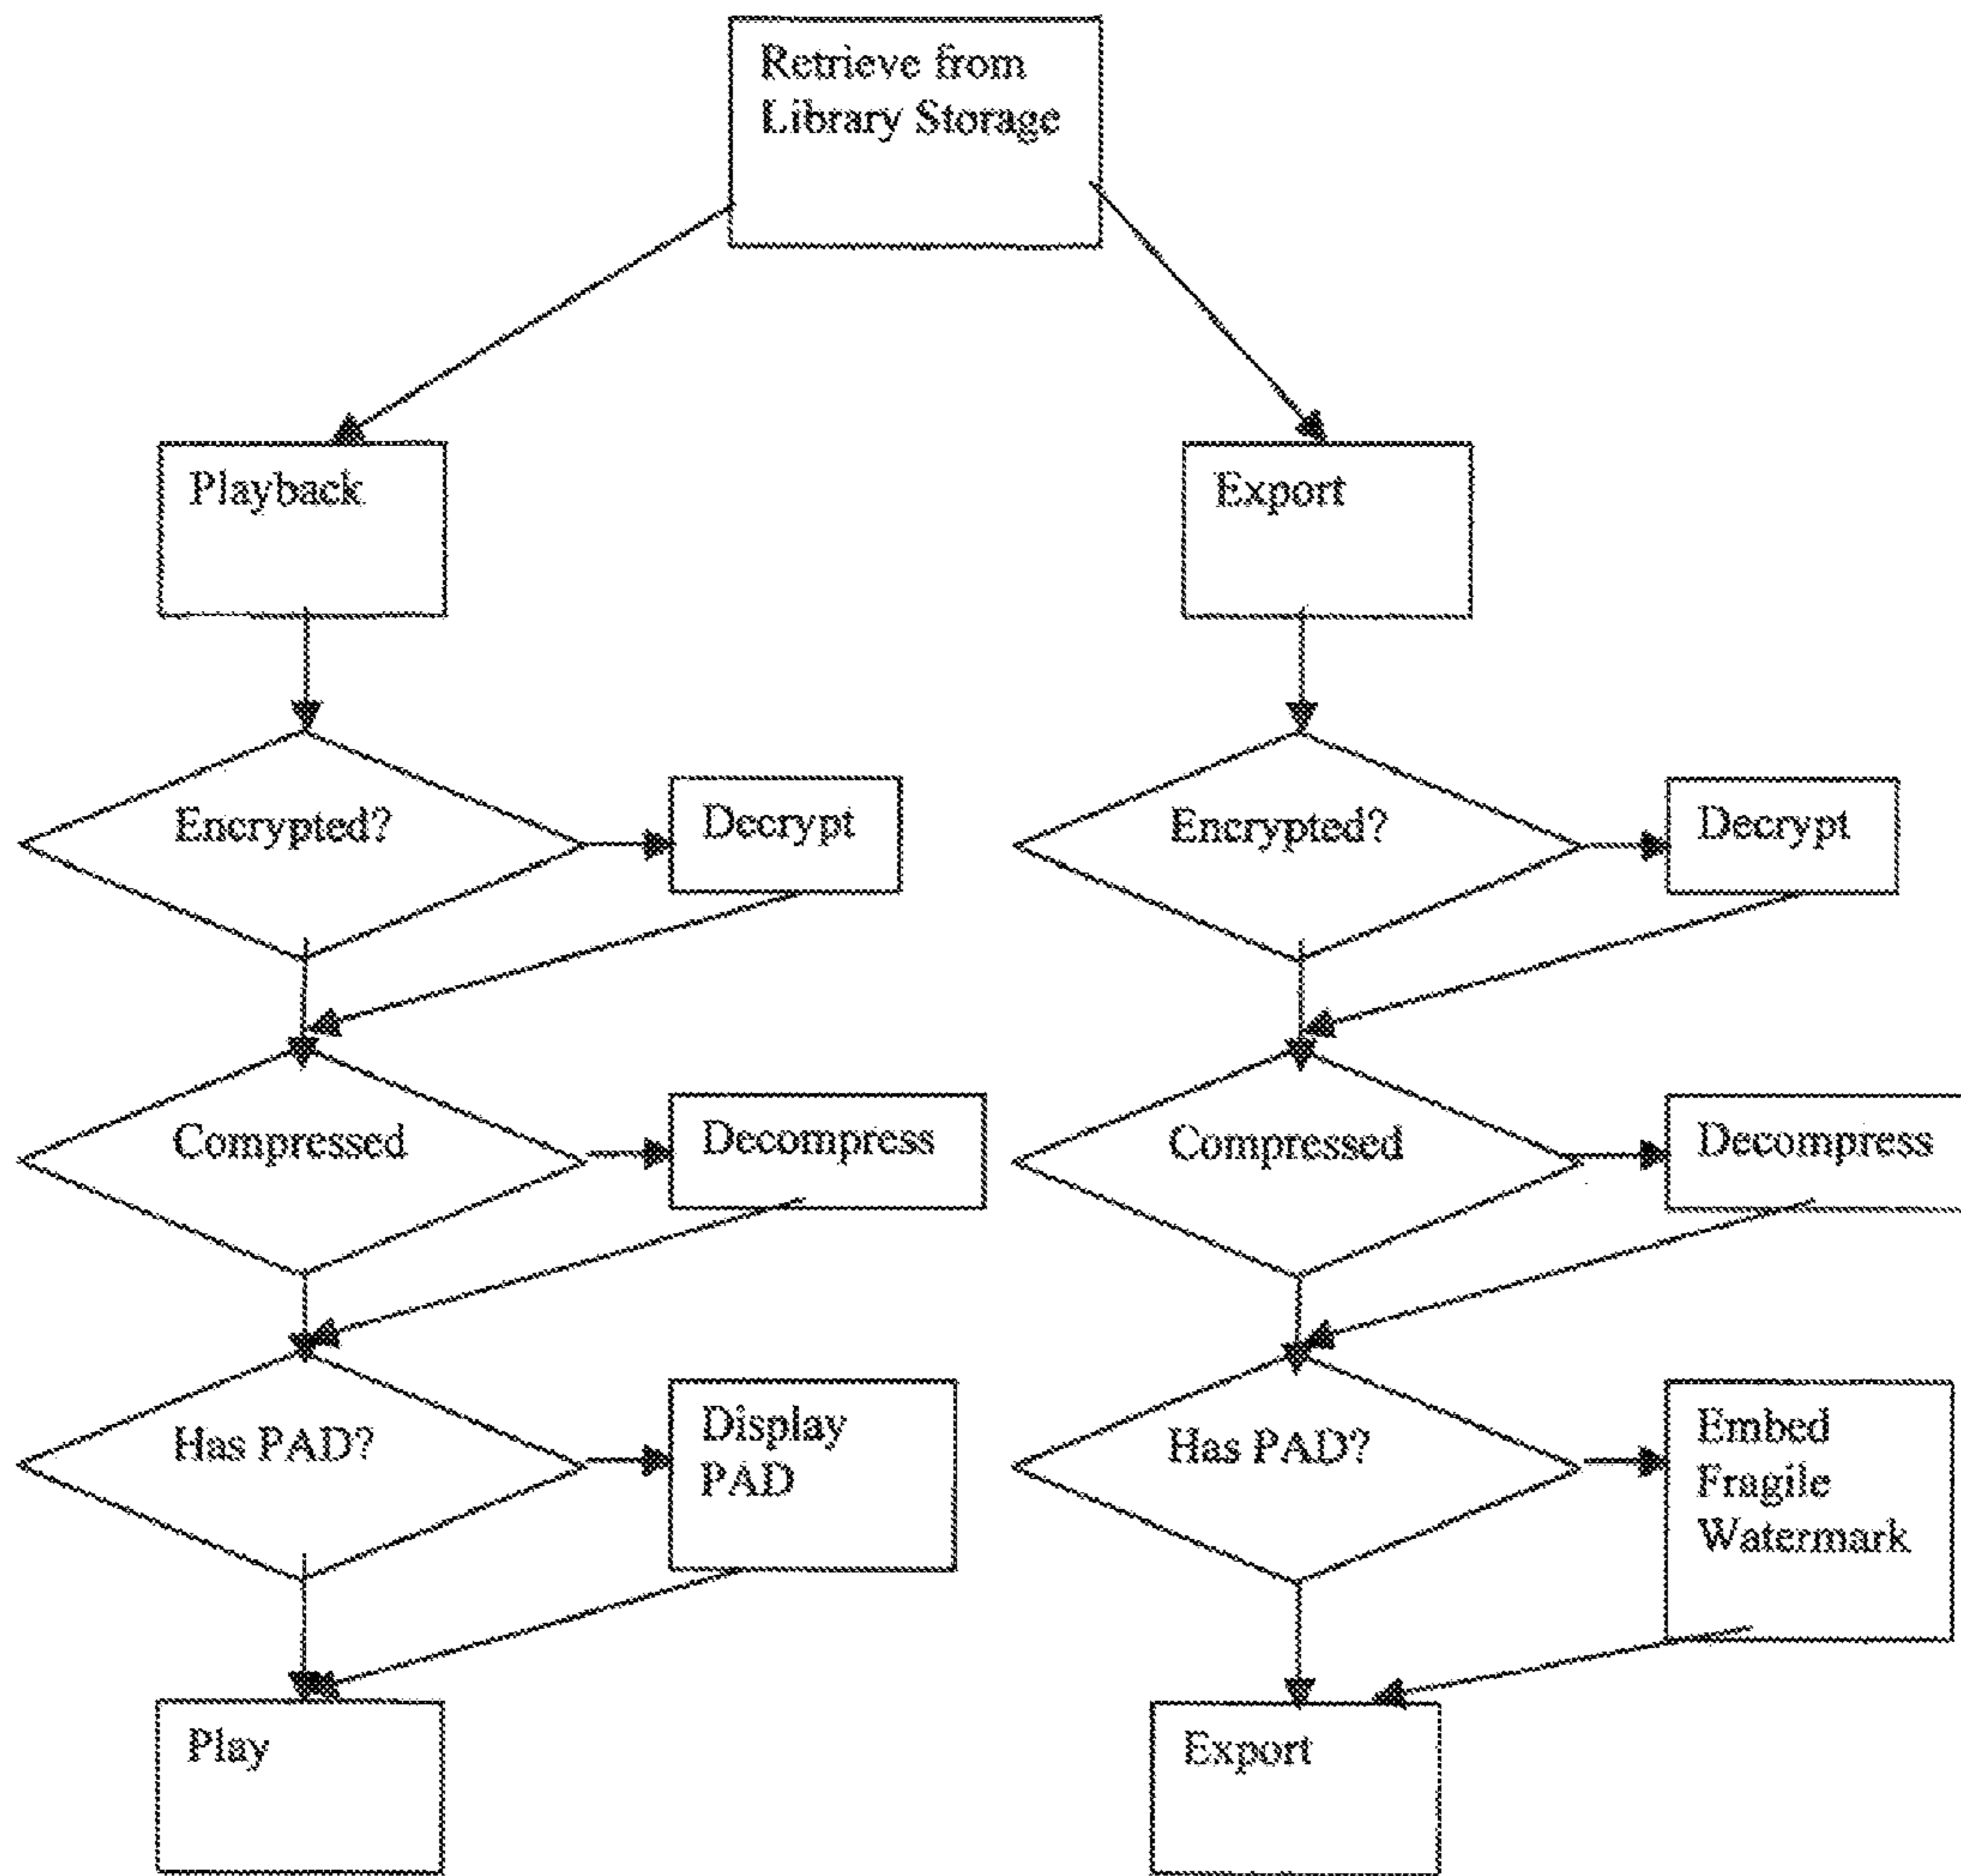 Retrieve from
Library Storage
Playback
Export
Encrypted?
Decrypt
Encrypted?
Decrypt
Compressed
Decompress
Compressed
Decompress
Has PAD?
Display
PAD
Has PAD?
Embed
Fragile
Watermark
Play
Export